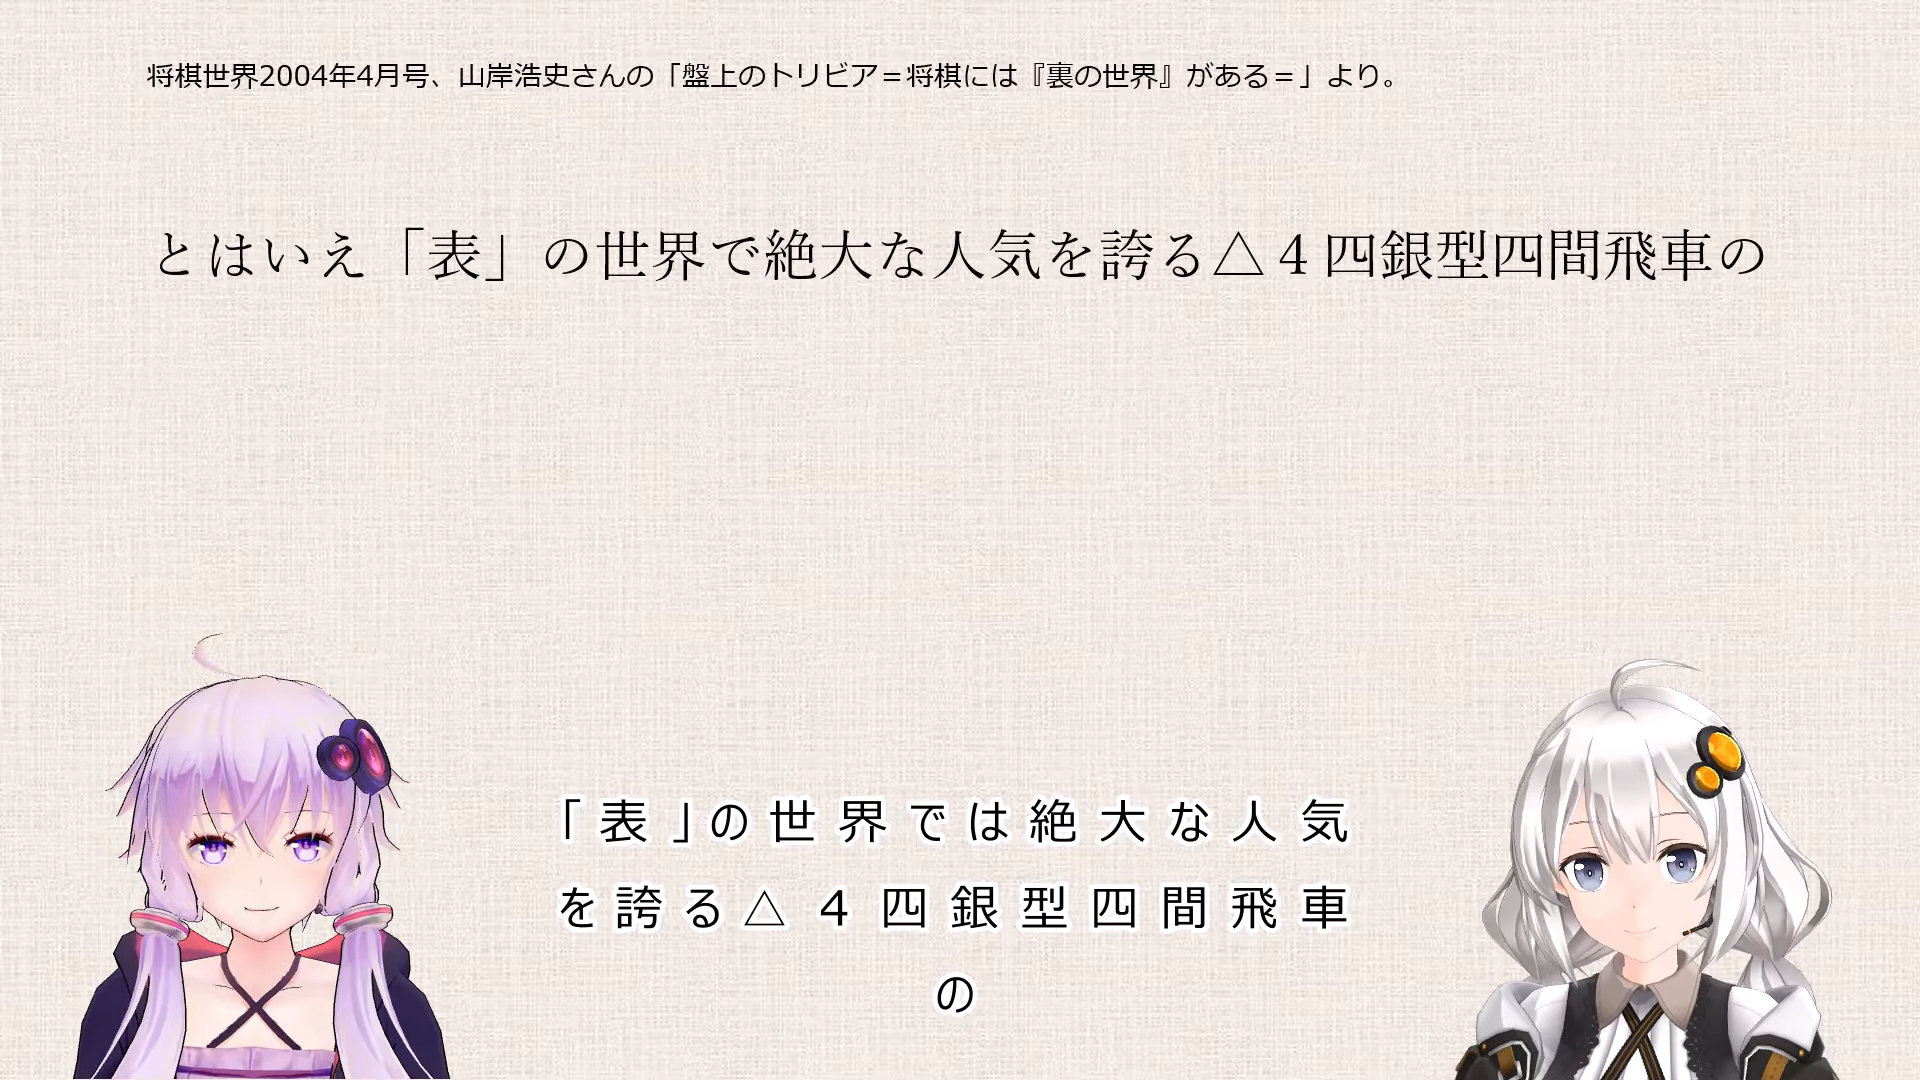 将棋世界2004年4月号、山岸浩史さんの「盤上のトリビア＝将棋には『裏の世界』がある＝」より。
とはいえ「表」の世界で絶大な人気を誇る△４四銀型四間飛車の
「表」の世界では絶大な人気
を誇る△４四銀型四間飛車
の